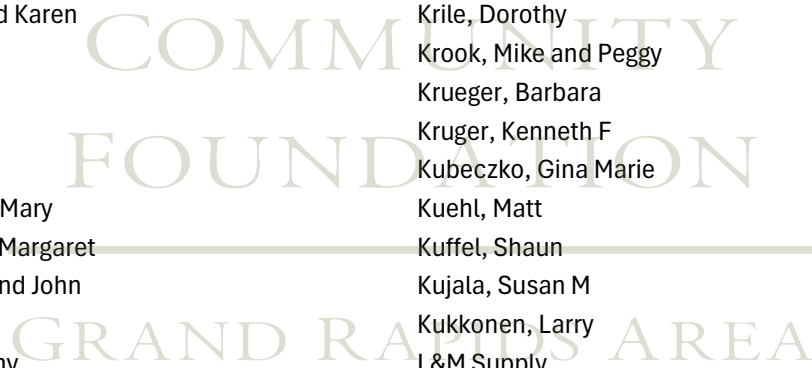 d Karen
Mary
Margaret
nd John
Krile, Dorothy
Krook, Mike and Peggy
Krueger, Barbara
Kruger, Kenneth F
Kubeczko, Gina Marie
Kuehl, Matt
Kuffel, Shaun
Kujala, Susan M
Kukkonen, Larry
L&M Supply
COMMUNITY
FOUNDATION
GRAND RAPIDS AREA